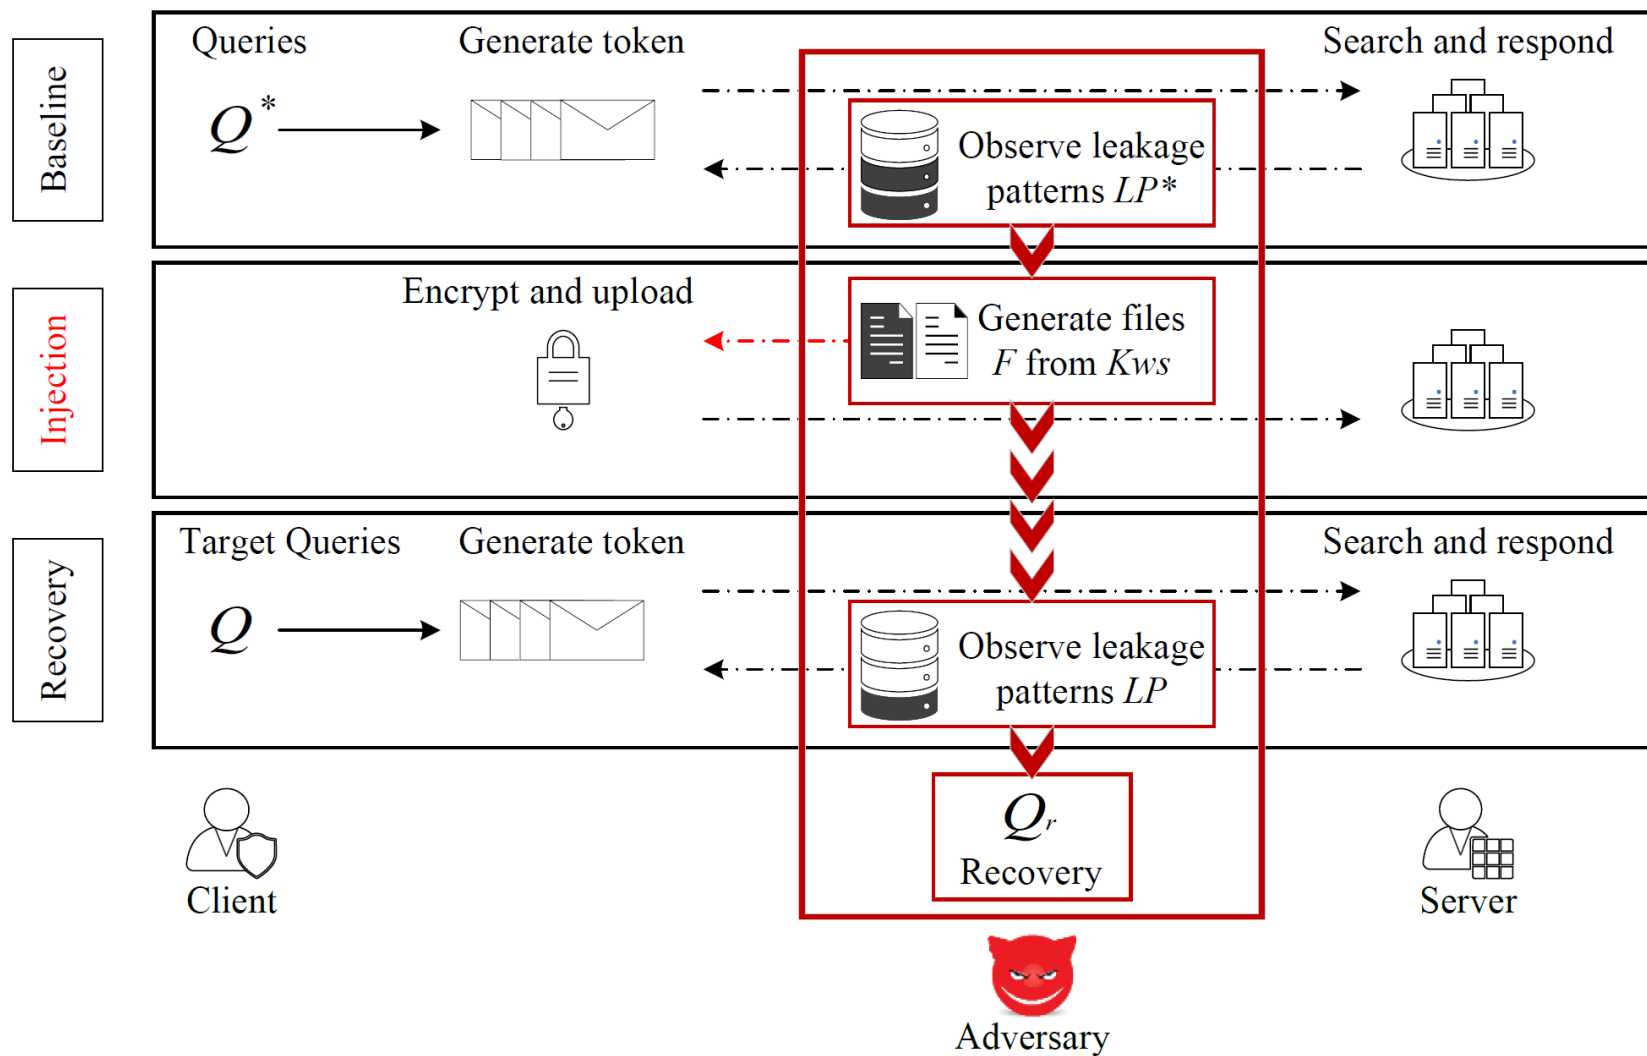 Baseline
Queries
Generate token
Search and respond
Q*
Observe leakage
patterns LP*
Injection
Encrypt and upload
Generate files
F from Kws
Recovery
Target Queries
Generate token
Search and respond
Q
Observe leakage
patterns LP
Qr
Recovery
Client
Server
Adversary